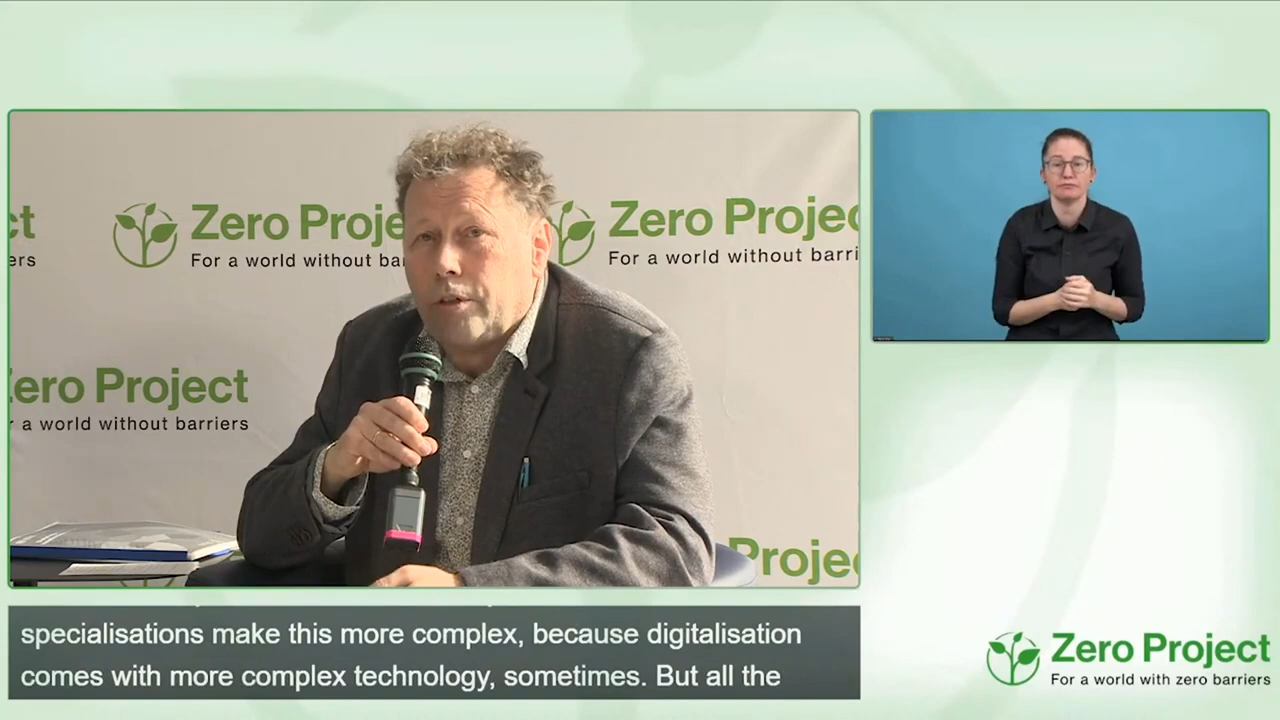 ct
ers
Zero Proje
For a world without ba
Zero Projec
For a world without barri
ero Project
a world without barriers
Projec
specialisations make this more complex, because digitalisation
comes with more complex technology, sometimes. But all the
Zero Project
For a world with zero barriers